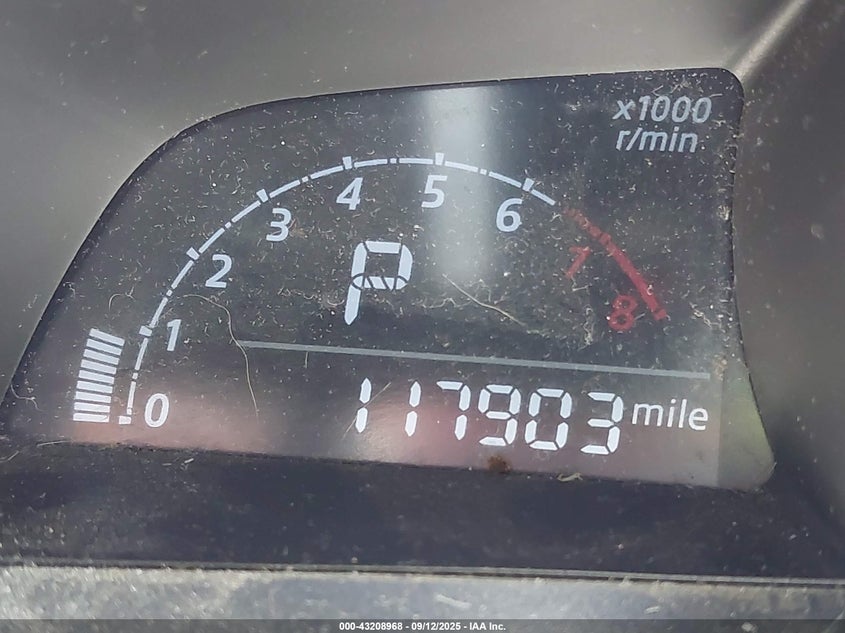 x1000
r/min
0 1 2 3 4 5 6 7 8
P
117903 mile
000-43208968 - 09/12/2025 - IAA Inc.